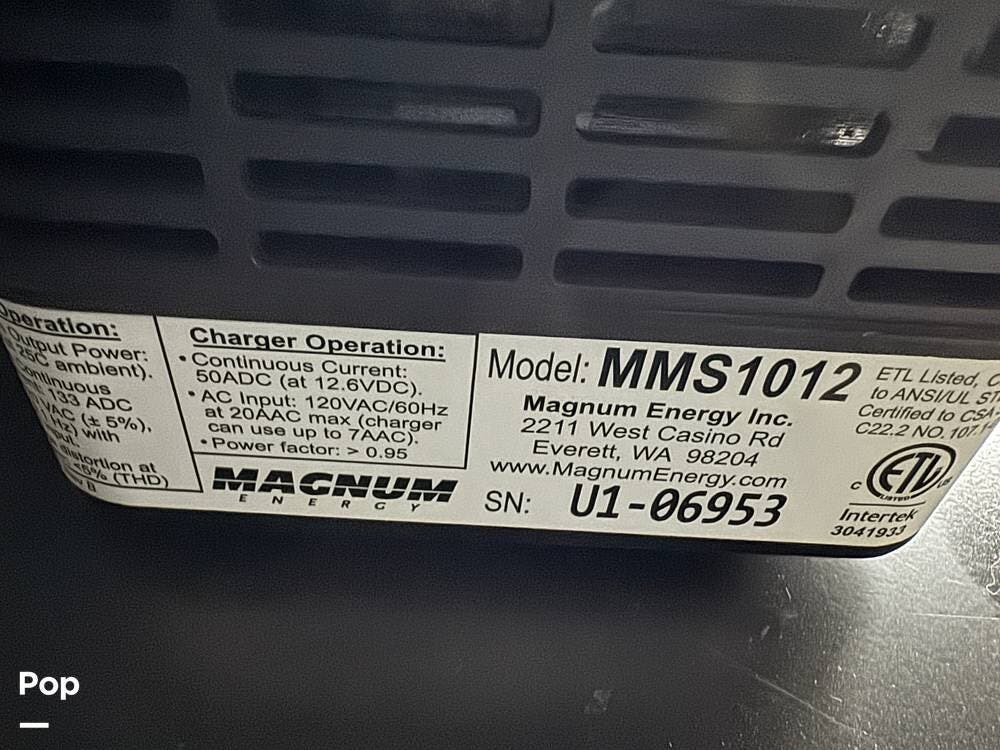 Operation:
Output Power:
25C ambient).
Continuous
133 ADC
VAC (± 5%),
with
distortion at
<5% (THD)
Charger Operation:
• Continuous Current:
50ADC (at 12.6VDC).
• AC Input: 120VAC/60Hz
at 20AAC max (charger
can use up to 7AAC).
• Power factor: > 0.95
MAGNUM
ENERGY
Model: MMS1012
Magnum Energy Inc.
2211 West Casino Rd
Everett, WA 98204
www.MagnumEnergy.com
SN: U1-06953
ETL Listed,
to ANSI/UL
Certified to CSA
C22.2 NO.
C ETL
LISTED
Intertek
3041933
Pop